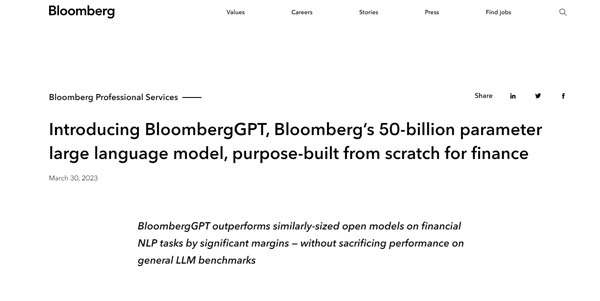 Bloomberg
Values Careers Stories Press Find jobs
Bloomberg Professional Services
Share
Introducing BloombergGPT, Bloomberg's 50-billion parameter
large language model, purpose-built from scratch for finance
March 30, 2023
BloombergGPT outperforms similarly-sized open models on financial
NLP tasks by significant margins – without sacrificing performance on
general LLM benchmarks